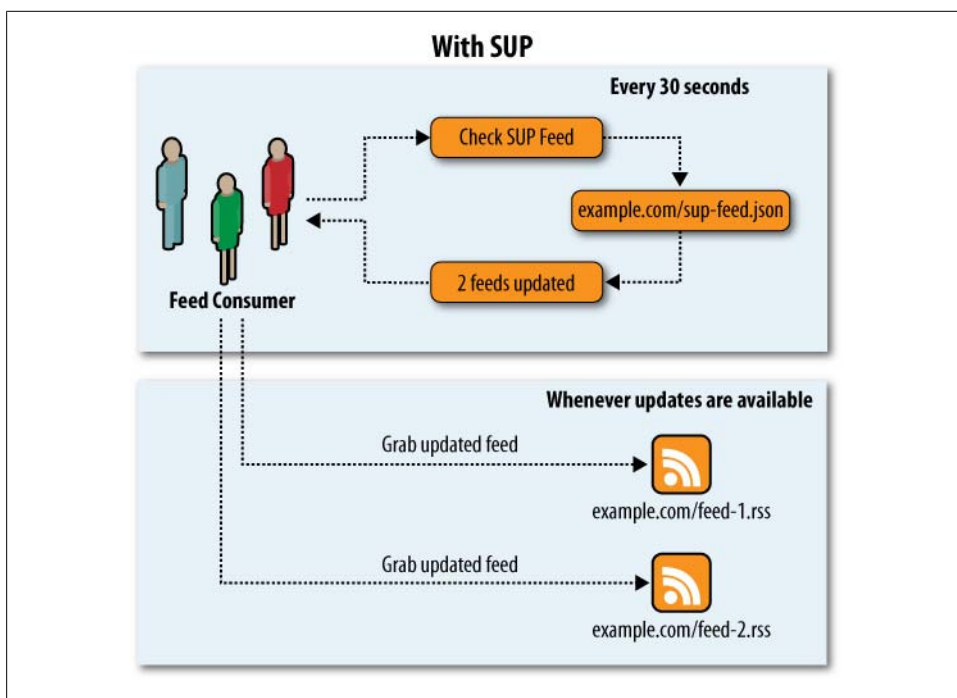 With SUP
Every 30 seconds
Check SUP Feed
example.com/sup-feed.json
2 feeds updated
Feed Consumer
Whenever updates are available
Grab updated feed
example.com/feed-1.rss
Grab updated feed
example.com/feed-2.rss